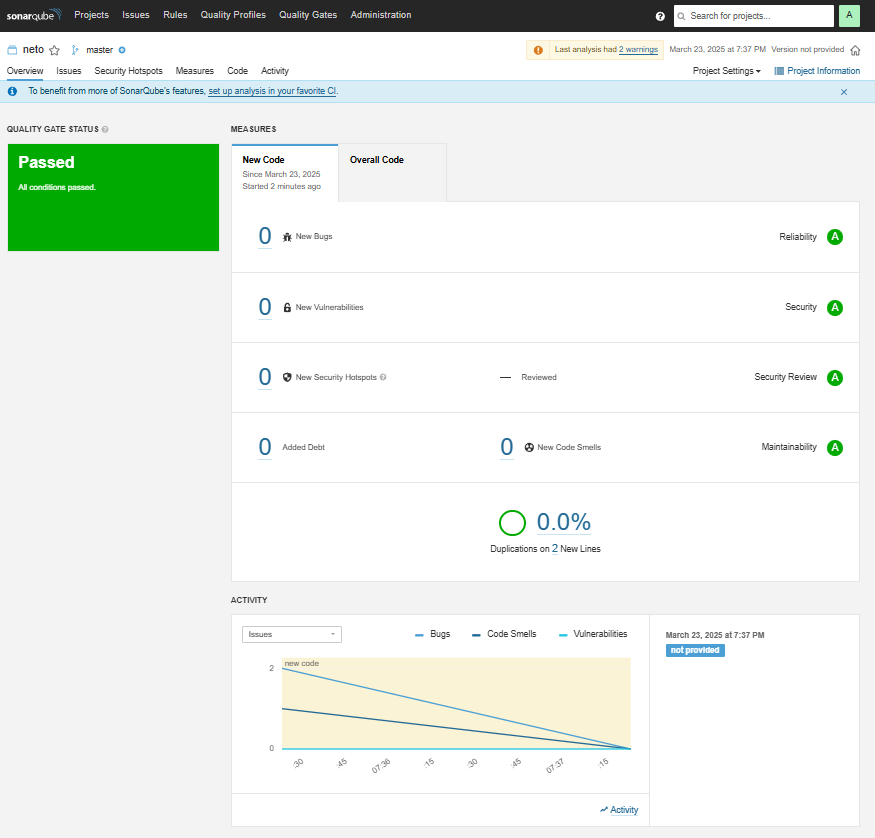 sonarqube Projects Issues Rules Quality Profiles Quality Gates Administration ? Search for projects... A
neto master Last analysis had 2 warnings March 23, 2025 at 7:37 PM Version not provided
Overview Issues Security Hotspots Measures Code Activity Project Settings Project Information
To benefit from more of SonarQube's features, set up analysis in your favorite CI.
QUALITY GATE STATUS
Passed
All conditions passed.
MEASURES
New Code
Since March 23, 2025
Started 2 minutes ago
Overall Code
0 New Bugs Reliability A
0 New Vulnerabilities Security A
0 New Security Hotspots — Reviewed Security Review A
0 Added Debt 0 New Code Smells Maintainability A
0.0%
Duplications on 2 New Lines
ACTIVITY
Issues Bugs Code Smells Vulnerabilities
new code
2
0
:30 :45 07:36 :15 :30 :45 07:37 :15
Activity
March 23, 2025 at 7:37 PM
not provided